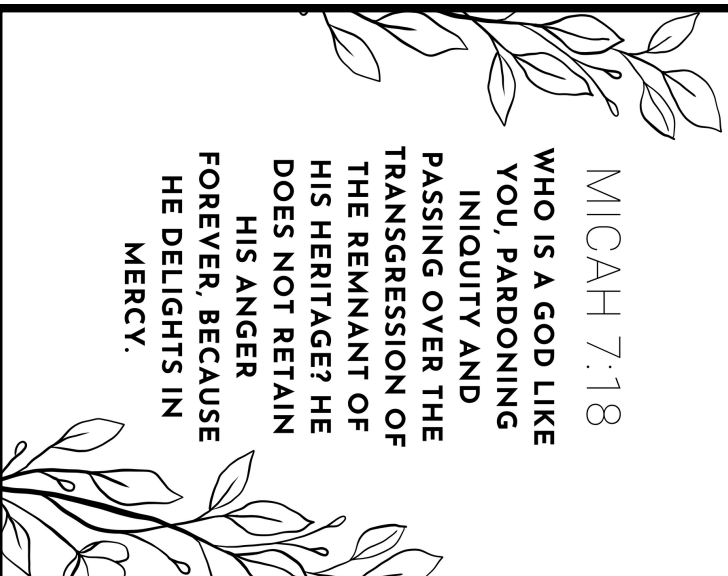 MICAH 7:18
WHO IS A GOD LIKE
YOU, PARDONING
INIQUITY AND
PASSING OVER THE
TRANSGRESSION OF
THE REMNANT OF
HIS HERITAGE? HE
DOES NOT RETAIN
HIS ANGER
FOREVER, BECAUSE
HE DELIGHTS IN
MERCY.